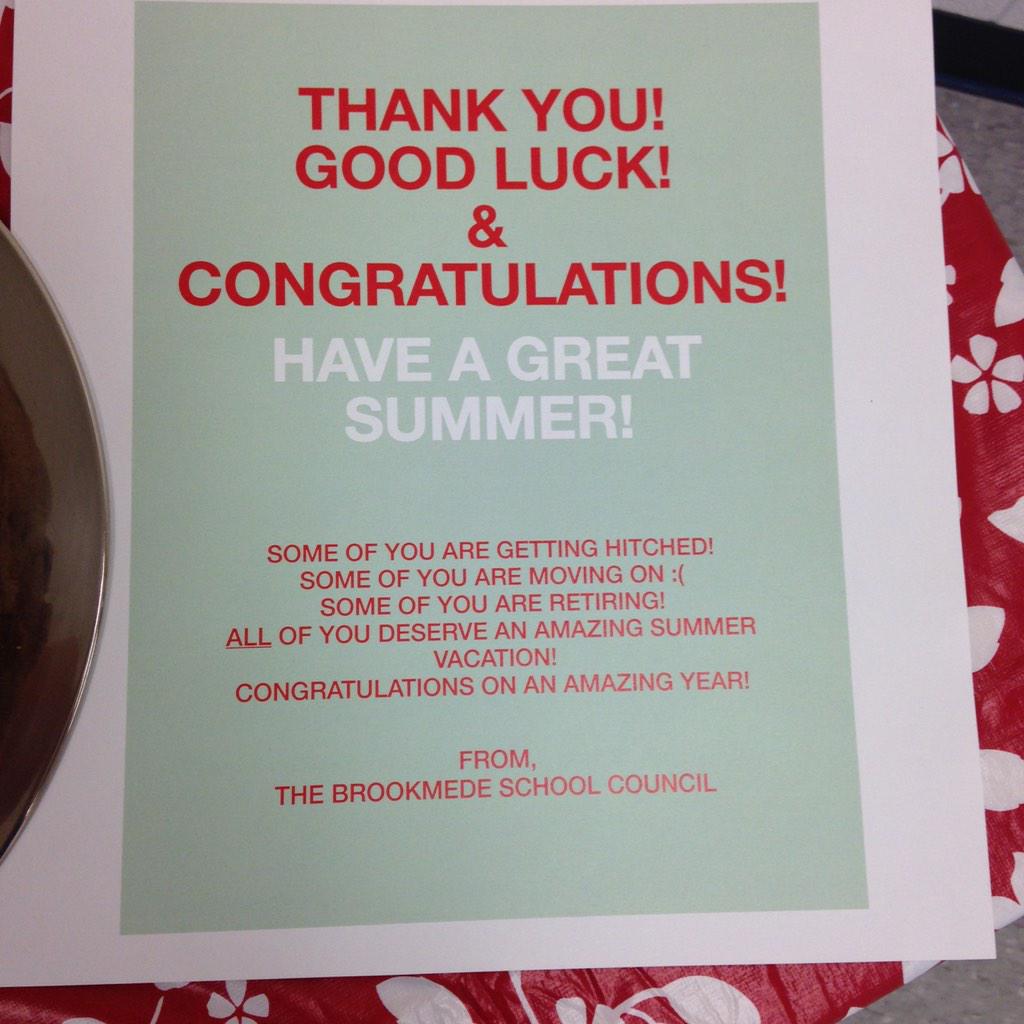 THANK YOU!
GOOD LUCK!
&
CONGRATULATIONS!
HAVE A GREAT
SUMMER!
SOME OF YOU ARE GETTING HITCHED!
SOME OF YOU ARE MOVING ON :(
SOME OF YOU ARE RETIRING!
ALL OF YOU DESERVE AN AMAZING SUMMER
VACATION!
CONGRATULATIONS ON AN AMAZING YEAR!
FROM,
THE BROOKMEDE SCHOOL COUNCIL